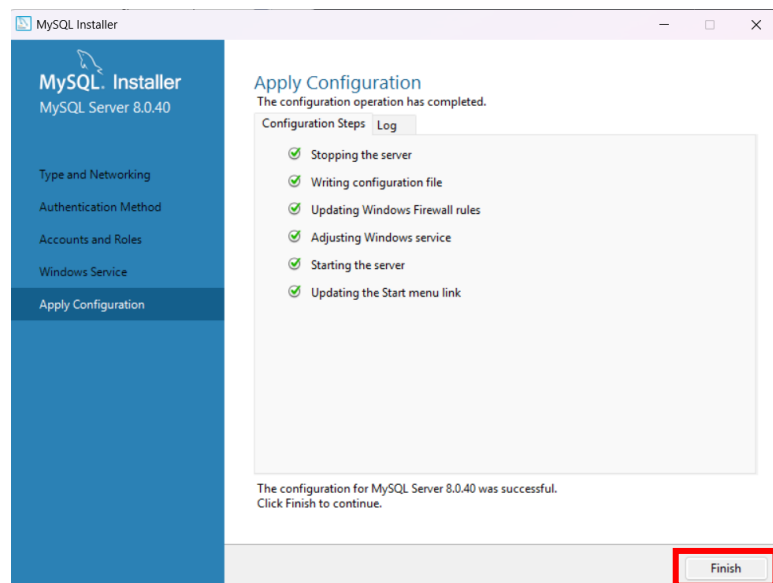 MySQL Installer
MySQL. Installer
MySQL Server 8.0.40
Type and Networking
Authentication Method
Accounts and Roles
Windows Service
Apply Configuration
Apply Configuration
The configuration operation has completed.
Configuration Steps Log
Stopping the server
Writing configuration file
Updating Windows Firewall rules
Adjusting Windows service
Starting the server
Updating the Start menu link
The configuration for MySQL Server 8.0.40 was successful.
Click Finish to continue.
Finish